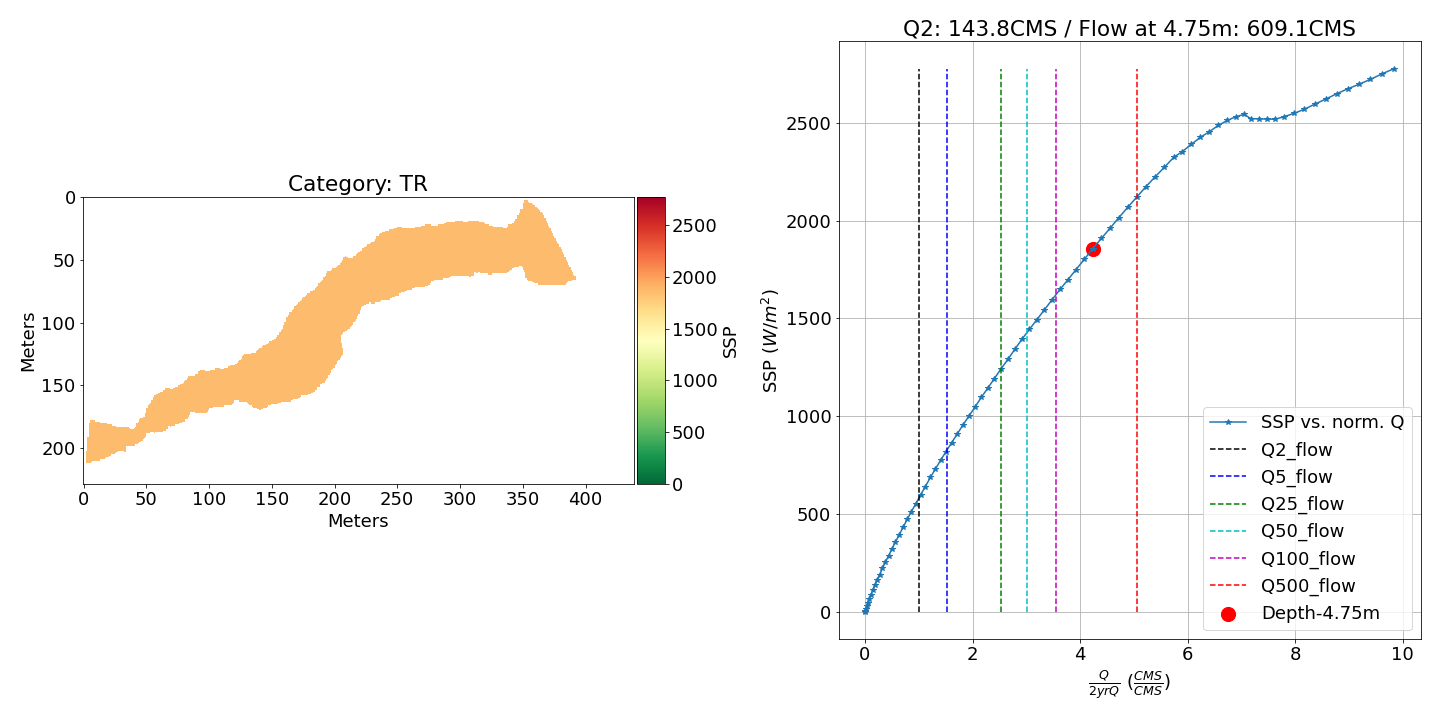 Category: TR
0
50
100
150
200
Meters
0
50
100
150
200
250
300
350
400
Meters
2500
2000
1500
1000
500
0
SSP
Q2: 143.8CMS / Flow at 4.75m: 609.1CMS
2500
2000
1500
1000
500
0
SSP (W/m²)
0
2
4
6
8
10
Q/2yrQ (CMS/CMS)
SSP vs. norm. Q
Q2_flow
Q5_flow
Q25_flow
Q50_flow
Q100_flow
Q500_flow
Depth-4.75m